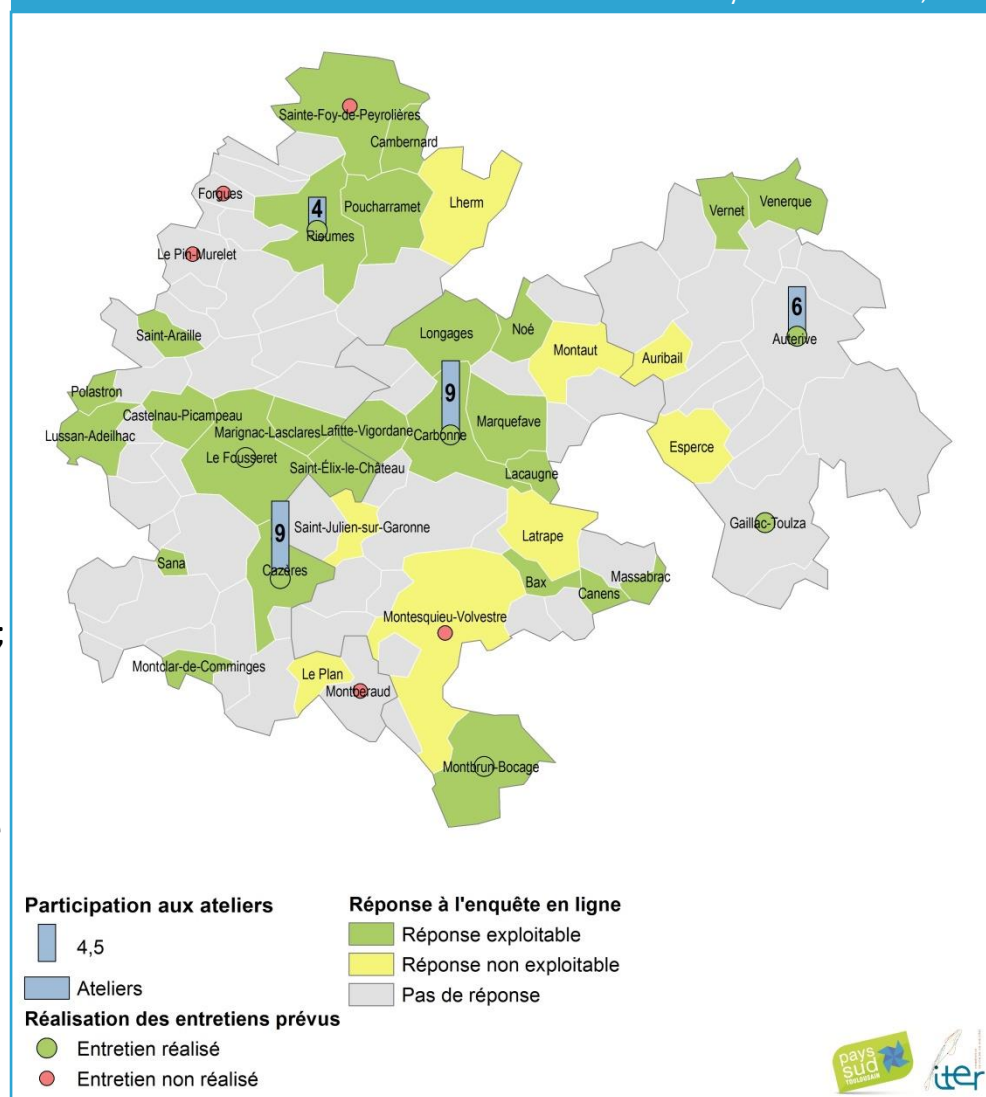 Sainte-Foy-de-Peyrolières
Cambernard
Forgues
4
Poucharramet
Lherm
Rieumes
Vernet
Venerque
Le Pin-Murelet
6
Saint-Araille
Longages
Noé
Montaut
Auribail
Auterive
Polastron
9
Castelnau-Picampeau
Lussan-Adeilhac
Marignac-Lasclares
Lafitte-Vigordane
Carbonne
Marquefave
Esperce
Le Fousseret
Saint-Élix-le-Château
Lacaugne
9
Saint-Julien-sur-Garonne
Latrape
Gaillac-Toulza
Sana
Cazères
Bax
Canens
Massabrac
Montesquieu-Volvestre
Montclar-de-Comminges
Le Plan
Montberaud
Montbrun-Bocage
Participation aux ateliers
4,5
Ateliers
Réalisation des entretiens prévus
Entretien réalisé
Entretien non réalisé
Réponse à l'enquête en ligne
Réponse exploitable
Réponse non exploitable
Pas de réponse
pays
sud
TOULOUSAIN
iter